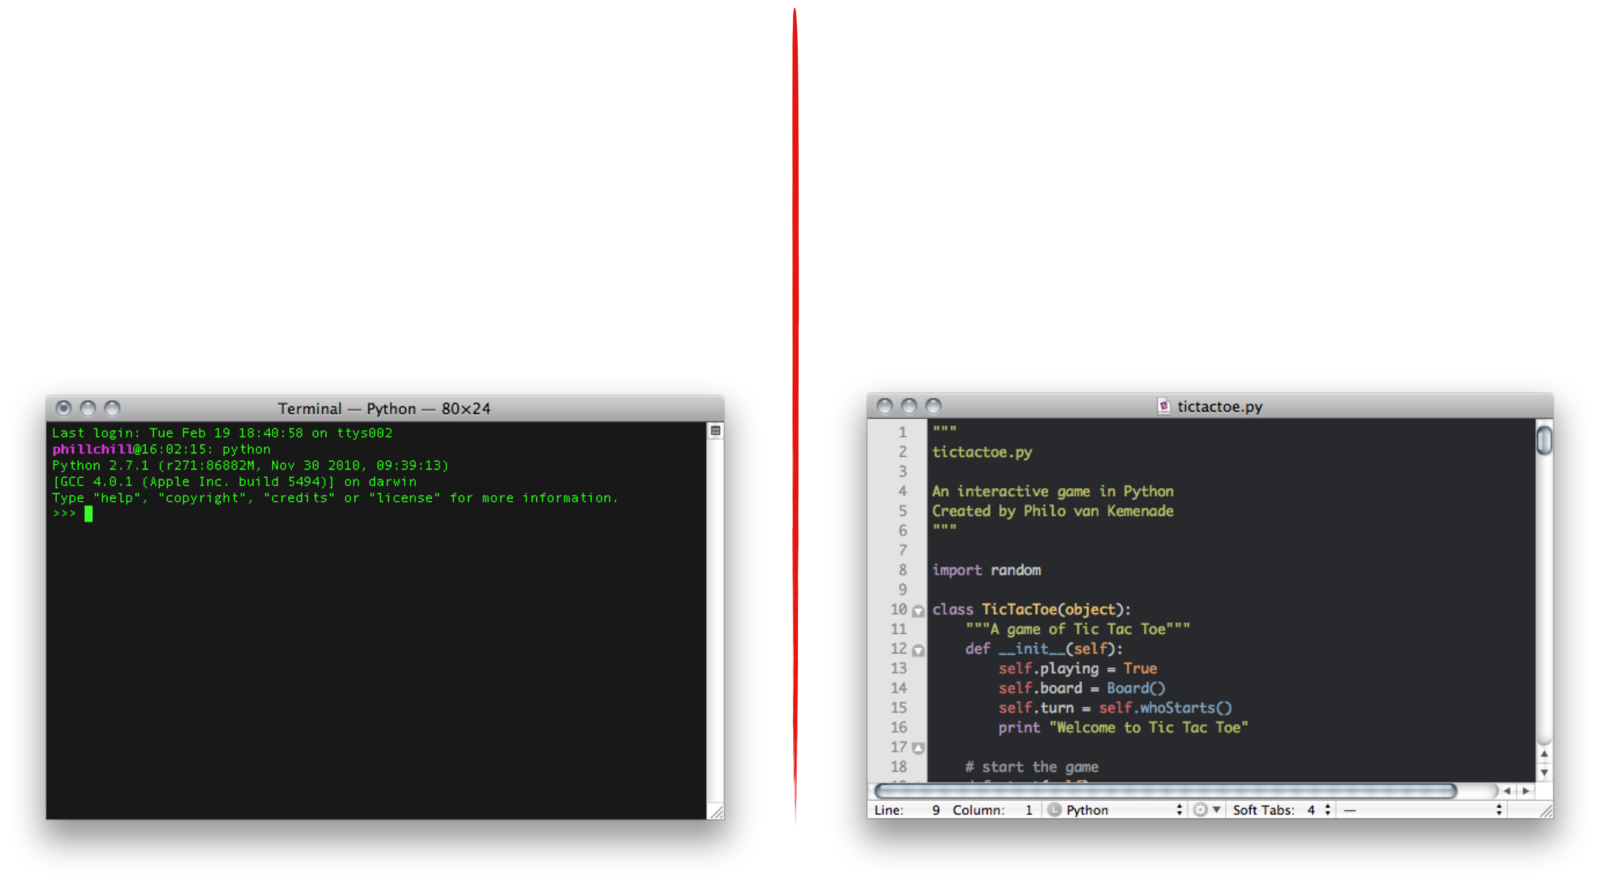 Terminal — Python — 80×24
Last login: Tue Feb 19 18:40:58 on ttys002
phillchill@16:02:15: python
Python 2.7.1 (r271:86882M, Nov 30 2010, 09:39:13)
[GCC 4.0.1 (Apple Inc. build 5494)] on darwin
Type "help", "copyright", "credits" or "license" for more information.
>>>
tictactoe.py
1 """
2 tictactoe.py
3
4 An interactive game in Python
5 Created by Philo van Kemenade
6 """
7
8 import random
9
10 class TicTacToe(object):
11     """A game of Tic Tac Toe"""
12     def __init__(self):
13         self.playing = True
14         self.board = Board()
15         self.turn = self.whoStarts()
16         print "Welcome to Tic Tac Toe"
17
18     # start the game
Line: 9 Column: 1 L Python Soft Tabs: 4 —